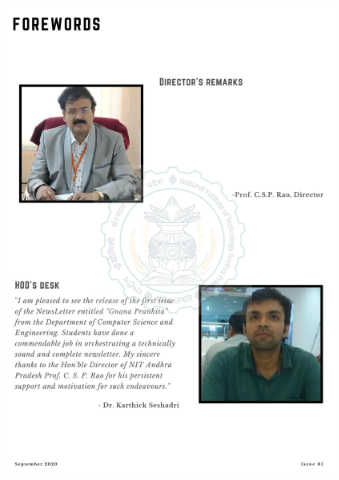 FOREWORDS
DIRECTOR'S REMARKS
-Prof. C.S.P. Rao, Director
HOD'S DESK
"I am pleased to see the release of the first issue
of the NewsLetter entitled "Gnana Prankita"
from the Department of Computer Science and
Engineering. Students have done a
commendable job in orchestrating a technically
sound and complete newsletter. My sincere
thanks to the Hon'ble Director of NIT Andhra
Pradesh Prof. C. S. P. Rao for his persistent
support and motivation for such endeavours."
- Dr. Karthick Seshadri
September 2020
Issue 01